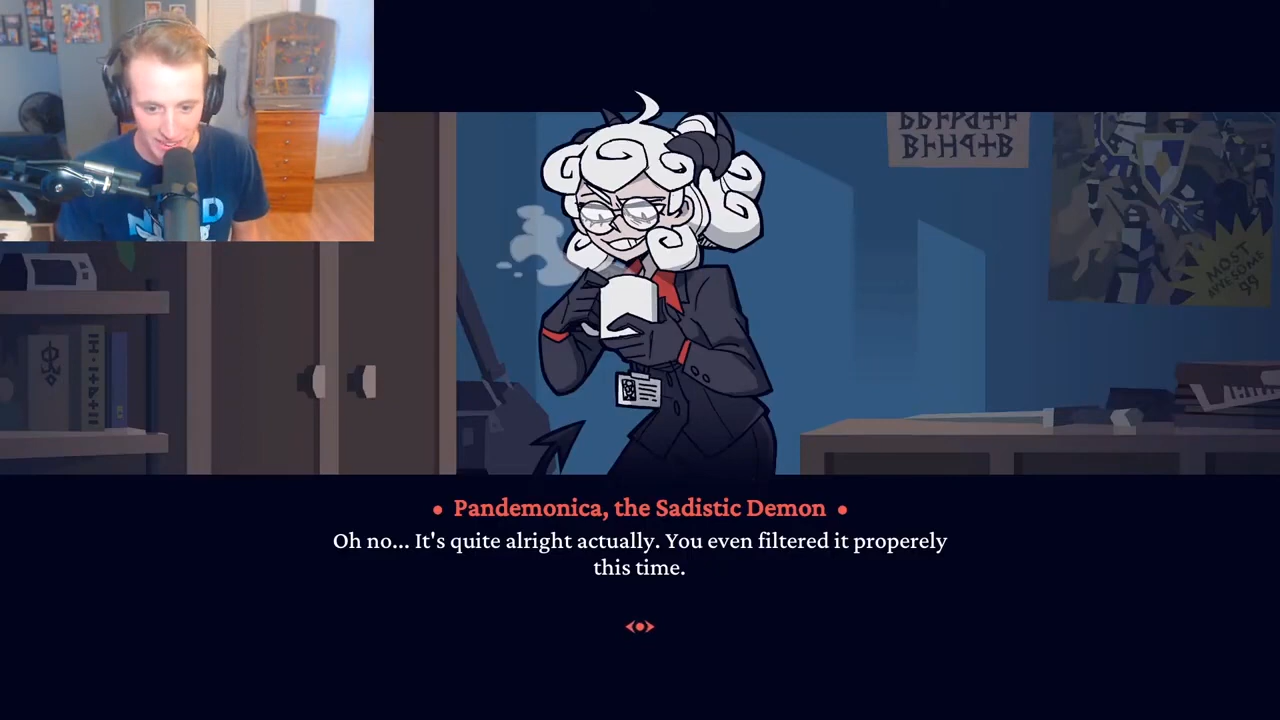 MOST
AWESOME
99
• Pandemonica, the Sadistic Demon •
Oh no... It's quite alright actually. You even filtered it properely
this time.